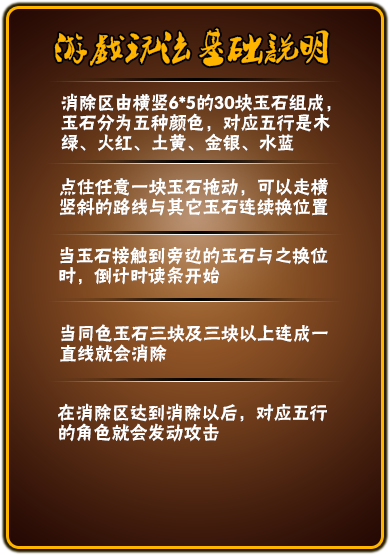 游戏玩法 基础説明
消除区由横竖6*5的30块玉石组成，
玉石分为五种颜色，对应五行是木
绿、火红、土黄、金银、水蓝
点住任意一块玉石拖动，可以走横
竖斜的路线与其它玉石连续换位置
当玉石接触到旁边的玉石与之换位
时，倒计时读条开始
当同色玉石三块及三块以上连成一
直线就会消除
在消除区达到消除以后，对应五行
的角色就会发动攻击